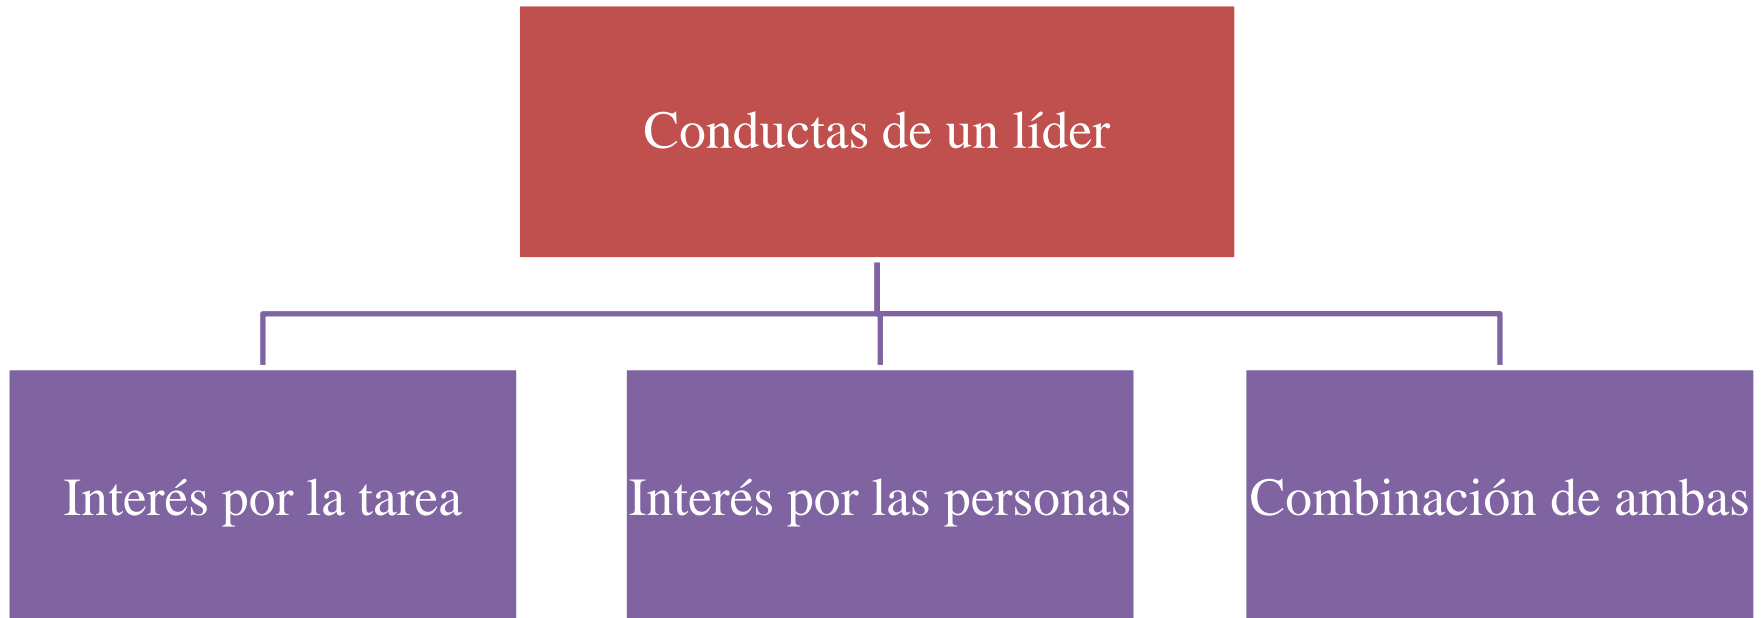 Conductas de un líder
Interés por la tarea
Interés por las personas
Combinación de ambas